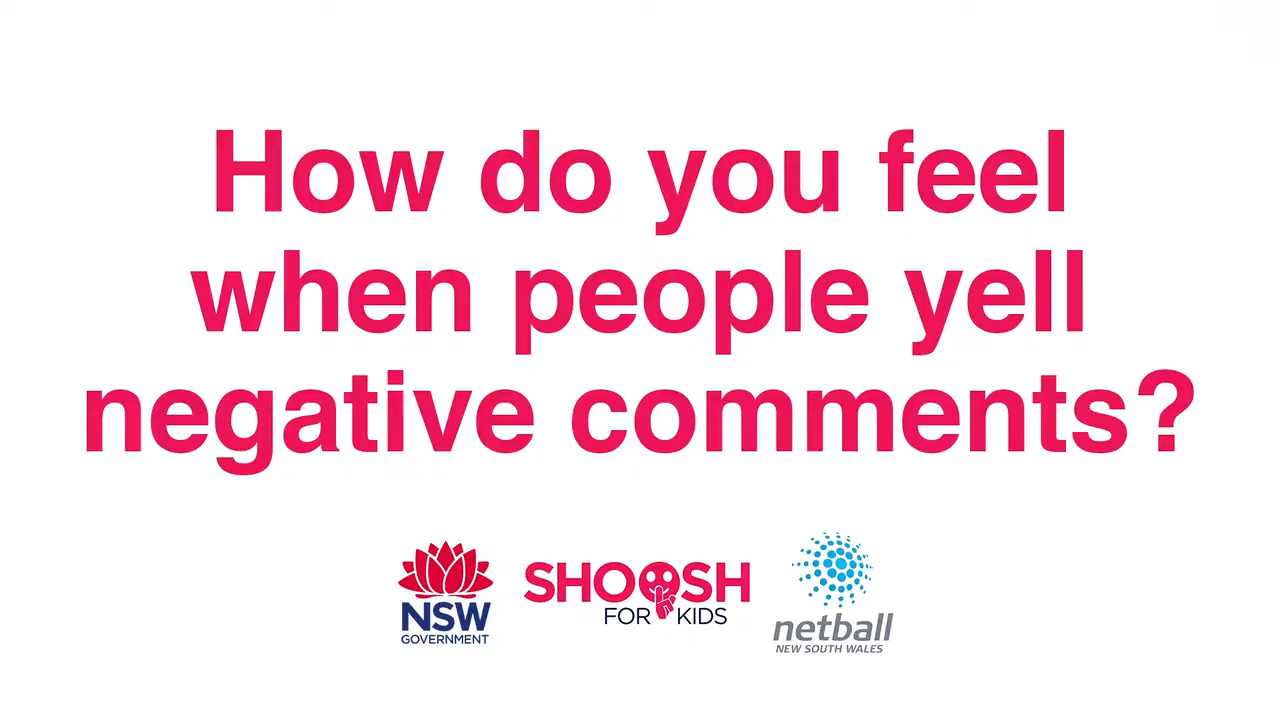 How do you feel
when people yell
negative comments?
NSW
GOVERNMENT
SHOOSH
FOR KIDS
netball
NEW SOUTH WALES